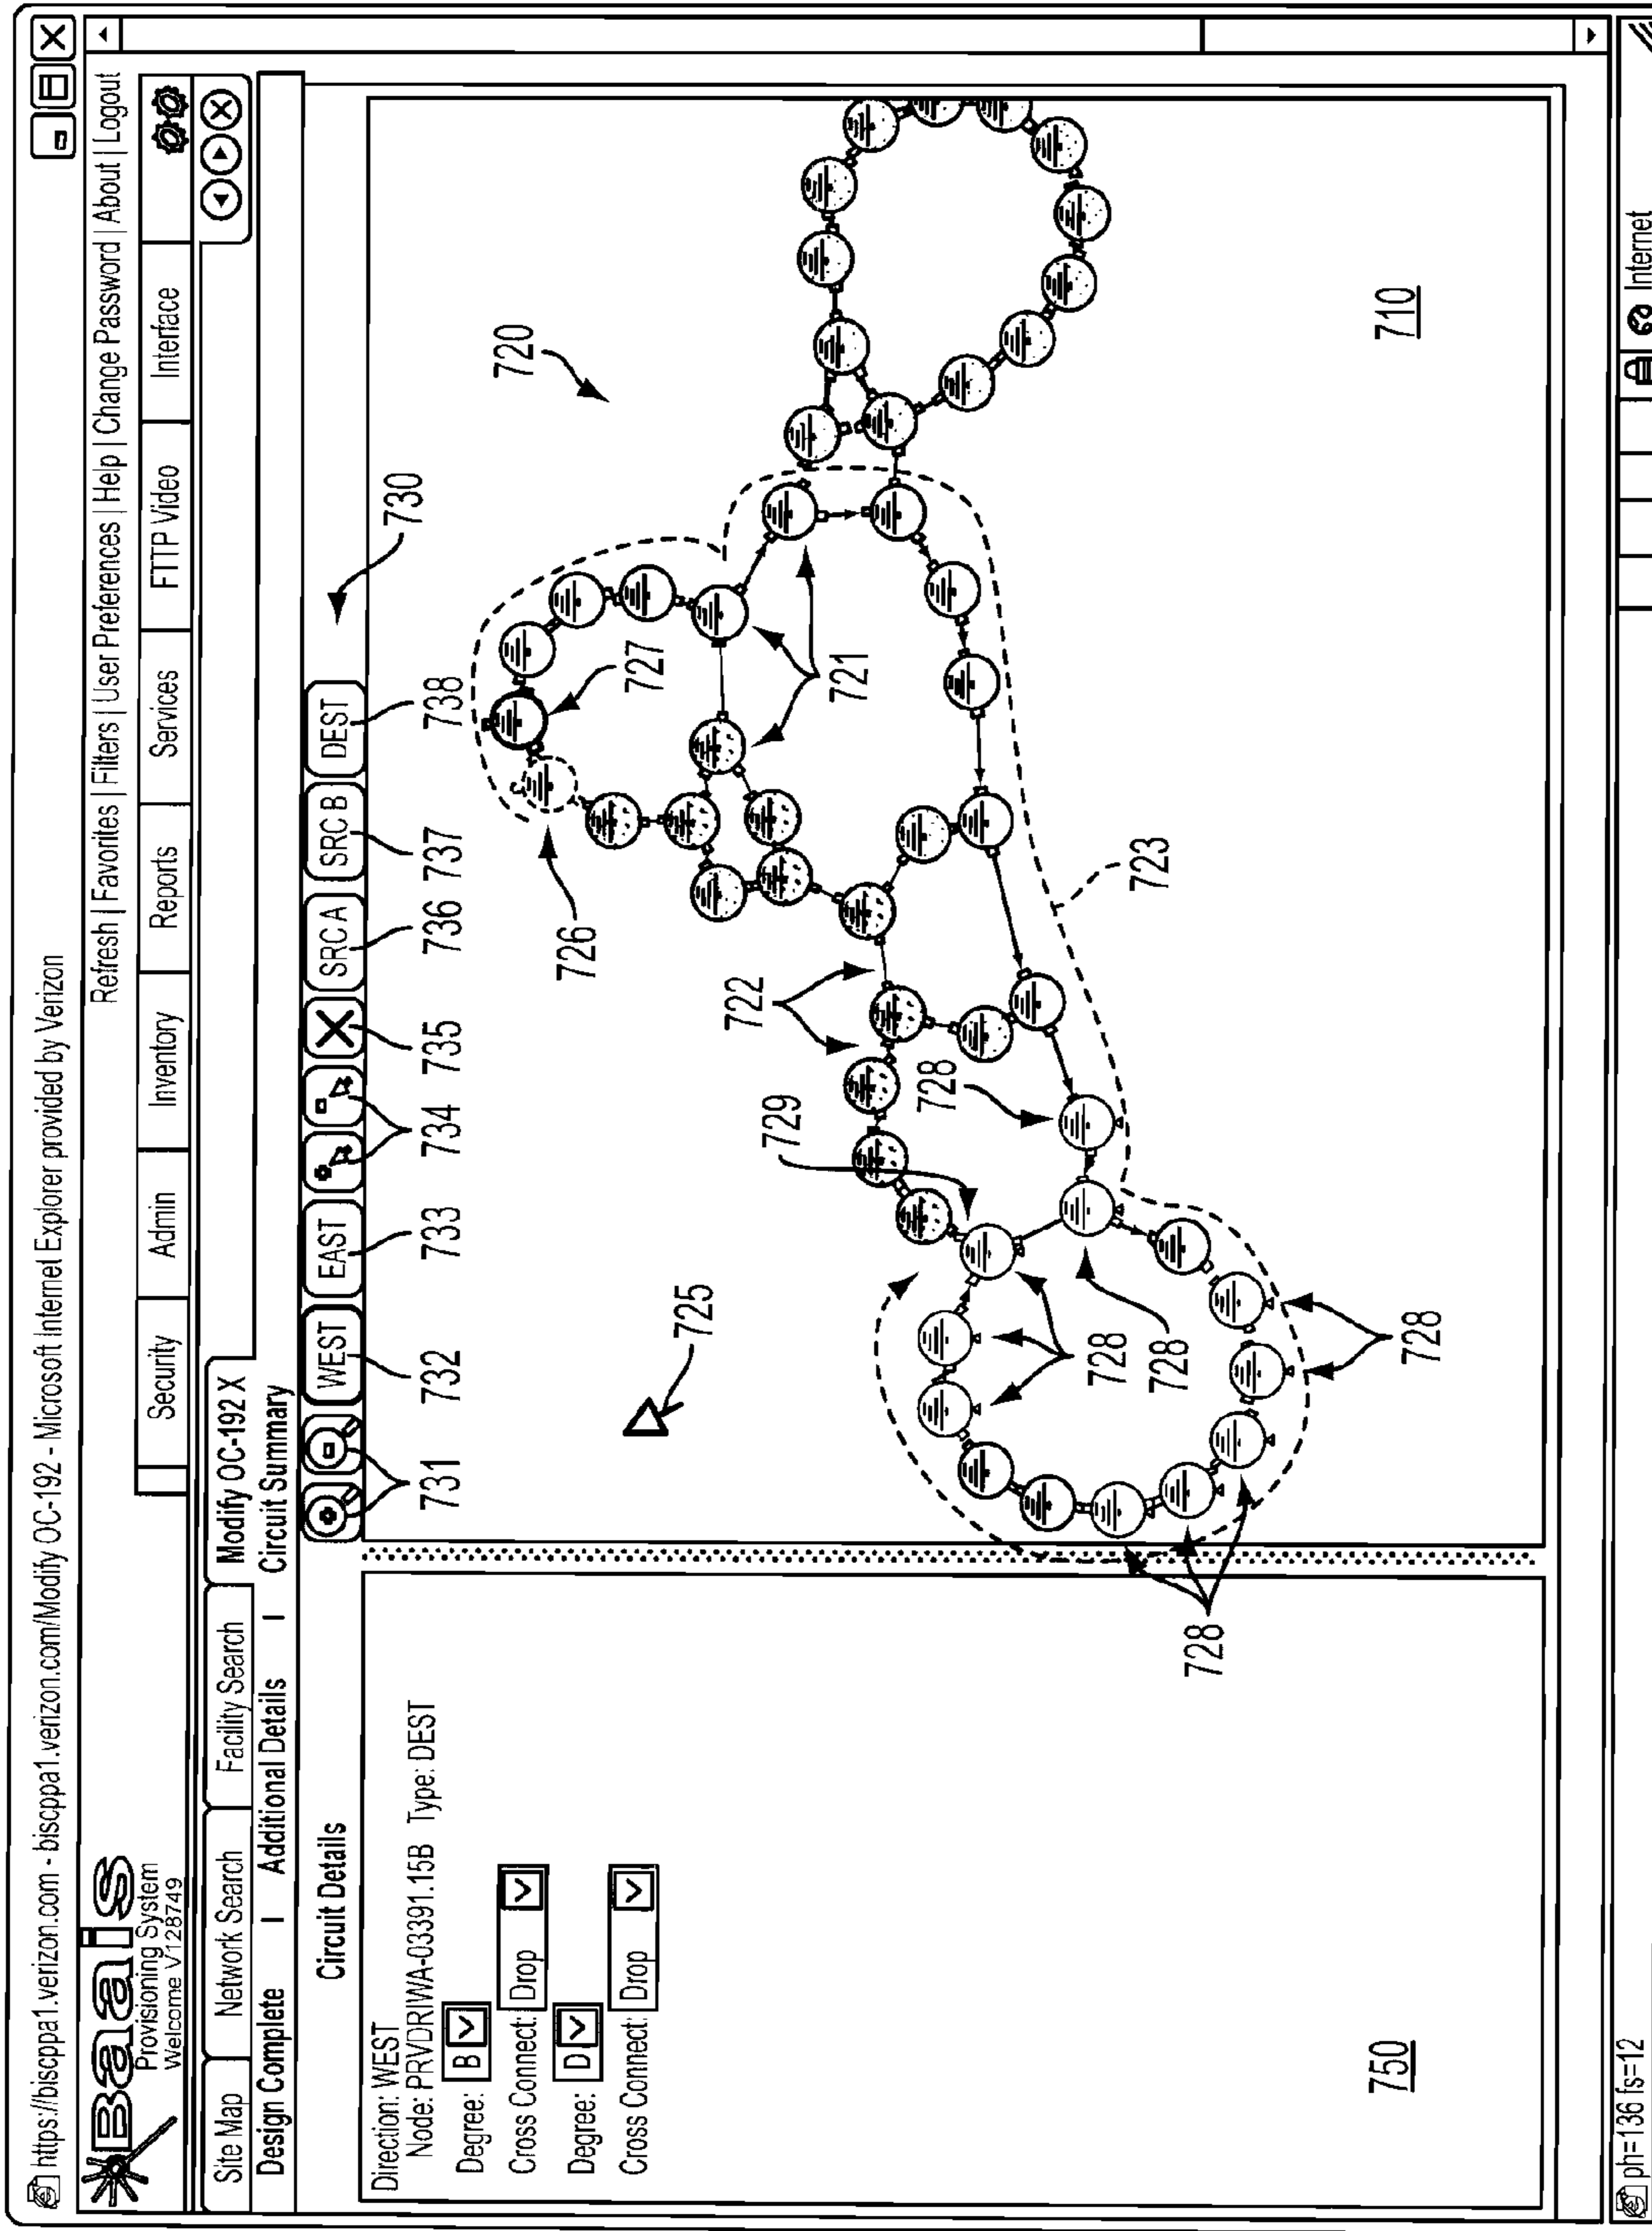 https://biscppa1.verizon.com - biscppa1.verizon.com/Modify OC-192 - Microsoft Internet Explorer provided by Verizon
Baais
Provisioning System
Welcome V128749
Refresh | Favorites | Filters | User Preferences | Help | Change Password | About | Logout
Security Admin Inventory Reports Services FTTP Video Interface
Site Map Network Search Facility Search Modify OC-192 X
Design Complete | Additional Details | Circuit Summary
Circuit Details
WEST EAST SRC A SRC B DEST
731 732 733 734 735 736 737 738 730
Direction: WEST
Node: PRVDRIWA-03391.15B Type: DEST
Degree: B
Cross Connect: Drop
Degree: D
Cross Connect: Drop
750
720
725
726
727
721
722
729
728
728
728
723
728
728
710
ph=136 fs=12
Internet